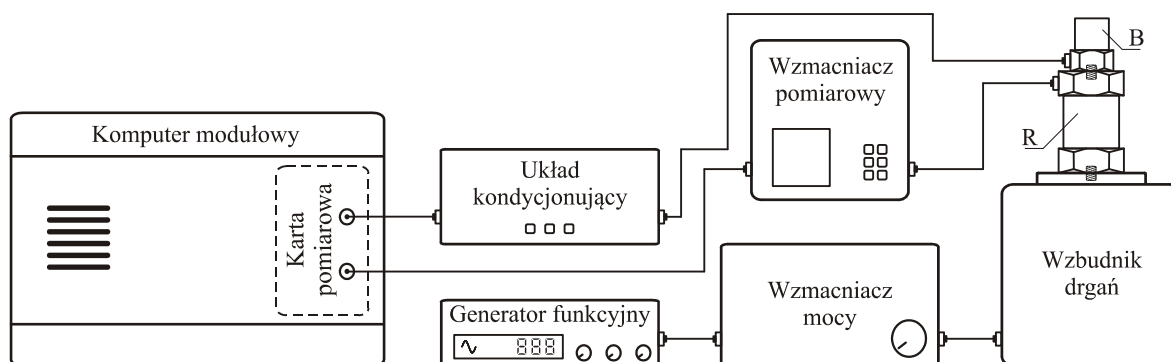 Komputer modułowy
Karta
pomiarowa
Układ
kondycjonujący
Wzmacniacz
pomiarowy
B
R
Generator funkcyjny
888
Wzmacniacz
mocy
Wzbudnik
drgań